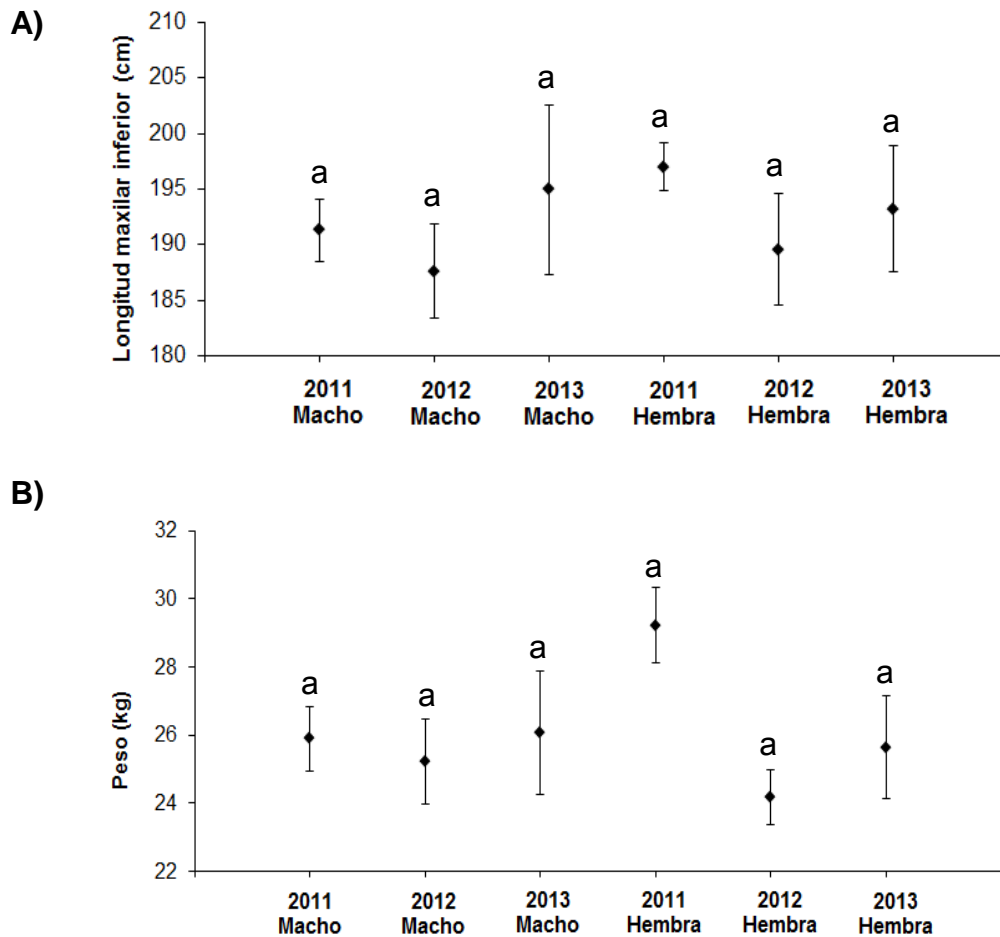 A)
Longitud maxilar inferior (cm)
210
205
200
195
190
185
180
a
a
a
a
a
a
2011 Macho
2012 Macho
2013 Macho
2011 Hembra
2012 Hembra
2013 Hembra
B)
Peso (kg)
32
30
28
26
24
22
a
a
a
a
a
a
2011 Macho
2012 Macho
2013 Macho
2011 Hembra
2012 Hembra
2013 Hembra